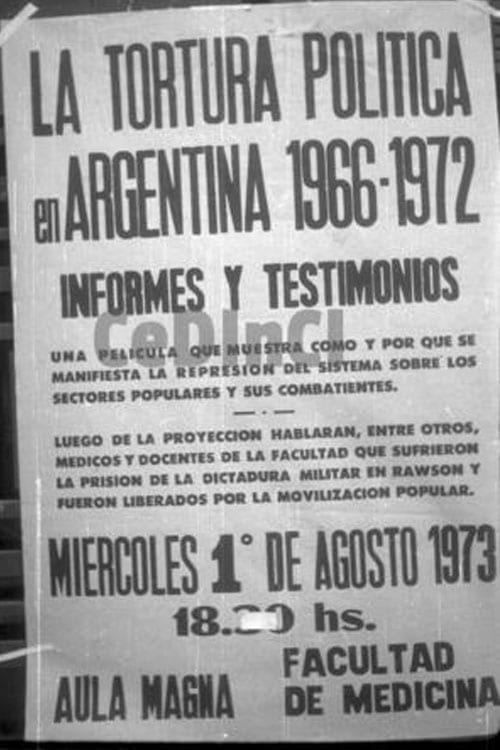 LA TORTURA POLITICA
en ARGENTINA 1966-1972
INFORMES Y TESTIMONIOS
CeDInCI
UNA PELICULA QUE MUESTRA COMO Y POR QUE SE
MANIFIESTA LA REPRESION DEL SISTEMA SOBRE LOS
SECTORES POPULARES Y SUS COMBATIENTES.
LUEGO DE LA PROYECCION HABLARAN, ENTRE OTROS,
MEDICOS Y DOCENTES DE LA FACULTAD QUE SUFRIERON
LA PRISION DE LA DICTADURA MILITAR EN RAWSON Y
FUERON LIBERADOS POR LA MOVILIZACION POPULAR.
MIERCOLES 1° DE AGOSTO 1973
hs.
AULA MAGNA
FACULTAD
DE MEDICINA